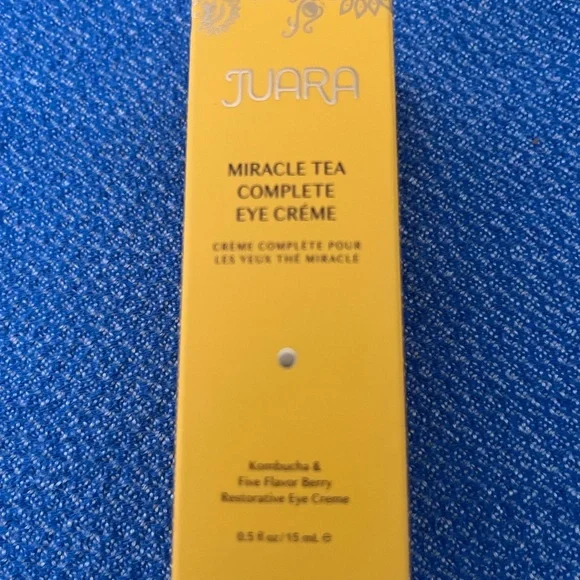 JUARA
MIRACLE TEA
COMPLETE
EYE CRÉME
CRÈME COMPLÈTE POUR
LES YEUX THÉ MIRACLE
Kombucha &
Five Flavor Berry
Restorative Eye Creme
0.5 fl oz/15 mL ℮